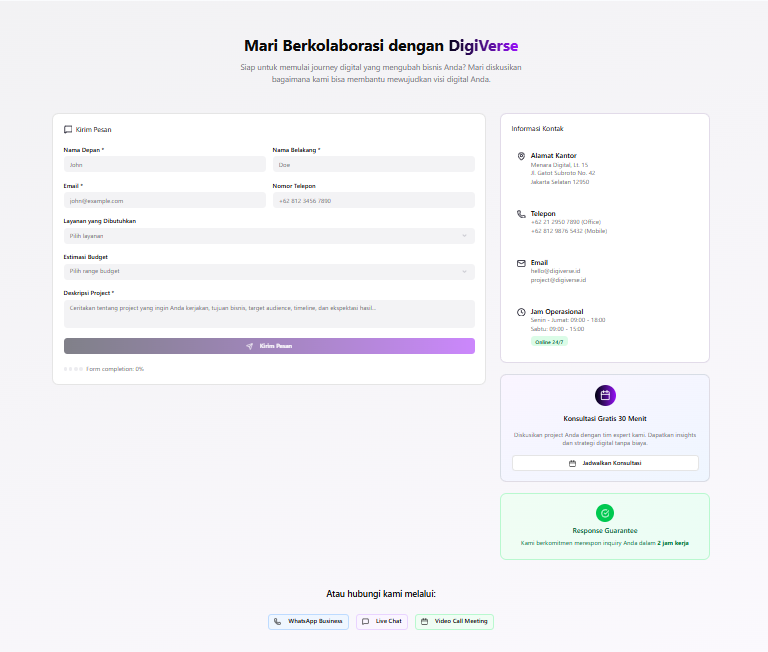 Mari Berkolaborasi dengan DigiVerse
Siap untuk memulai journey digital yang mengubah bisnis Anda? Mari diskusikan
bagaimana kami bisa membantu mewujudkan visi digital Anda.
Kirim Pesan
Nama Depan *
Nama Belakang *
John
Doe
Email *
Nomor Telepon
john@example.com
+62 812 3456 7890
Layanan yang Dibutuhkan
Pilih layanan
Estimasi Budget
Pilih range budget
Deskripsi Project *
Ceritakan tentang project yang ingin Anda kerjakan, tujuan bisnis, target audience, timeline, dan ekspektasi hasil...
Kirim Pesan
Form completion: 0%
Informasi Kontak
Alamat Kantor
Menara Digital, Lt. 15
Jl. Gatot Subroto No. 42
Jakarta Selatan 12950
Telepon
+62 21 2950 7890 (Office)
+62 812 9876 5432 (Mobile)
Email
hello@digiverse.id
project@digiverse.id
Jam Operasional
Senin - Jumat: 09:00 - 18:00
Sabtu: 09:00 - 15:00
Online 24/7
Konsultasi Gratis 30 Menit
Diskusikan project Anda dengan tim expert kami. Dapatkan insights
dan strategi digital tanpa biaya.
Jadwalkan Konsultasi
Response Guarantee
Kami berkomitmen merespon inquiry Anda dalam 2 jam kerja
Atau hubungi kami melalui:
WhatsApp Business
Live Chat
Video Call Meeting